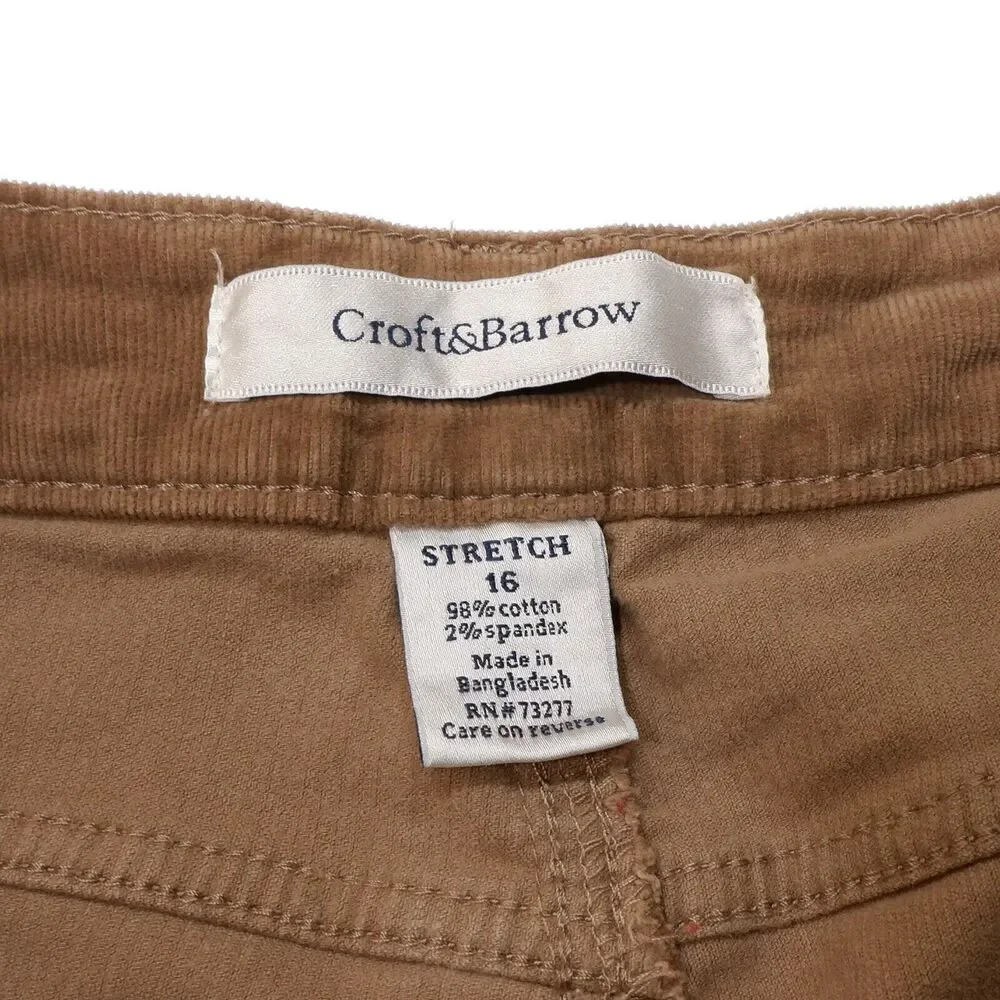 Croft&Barrow
STRETCH
16
98% cotton
2% spandex
Made in
Bangladesh
RN# 73277
Care on reverse